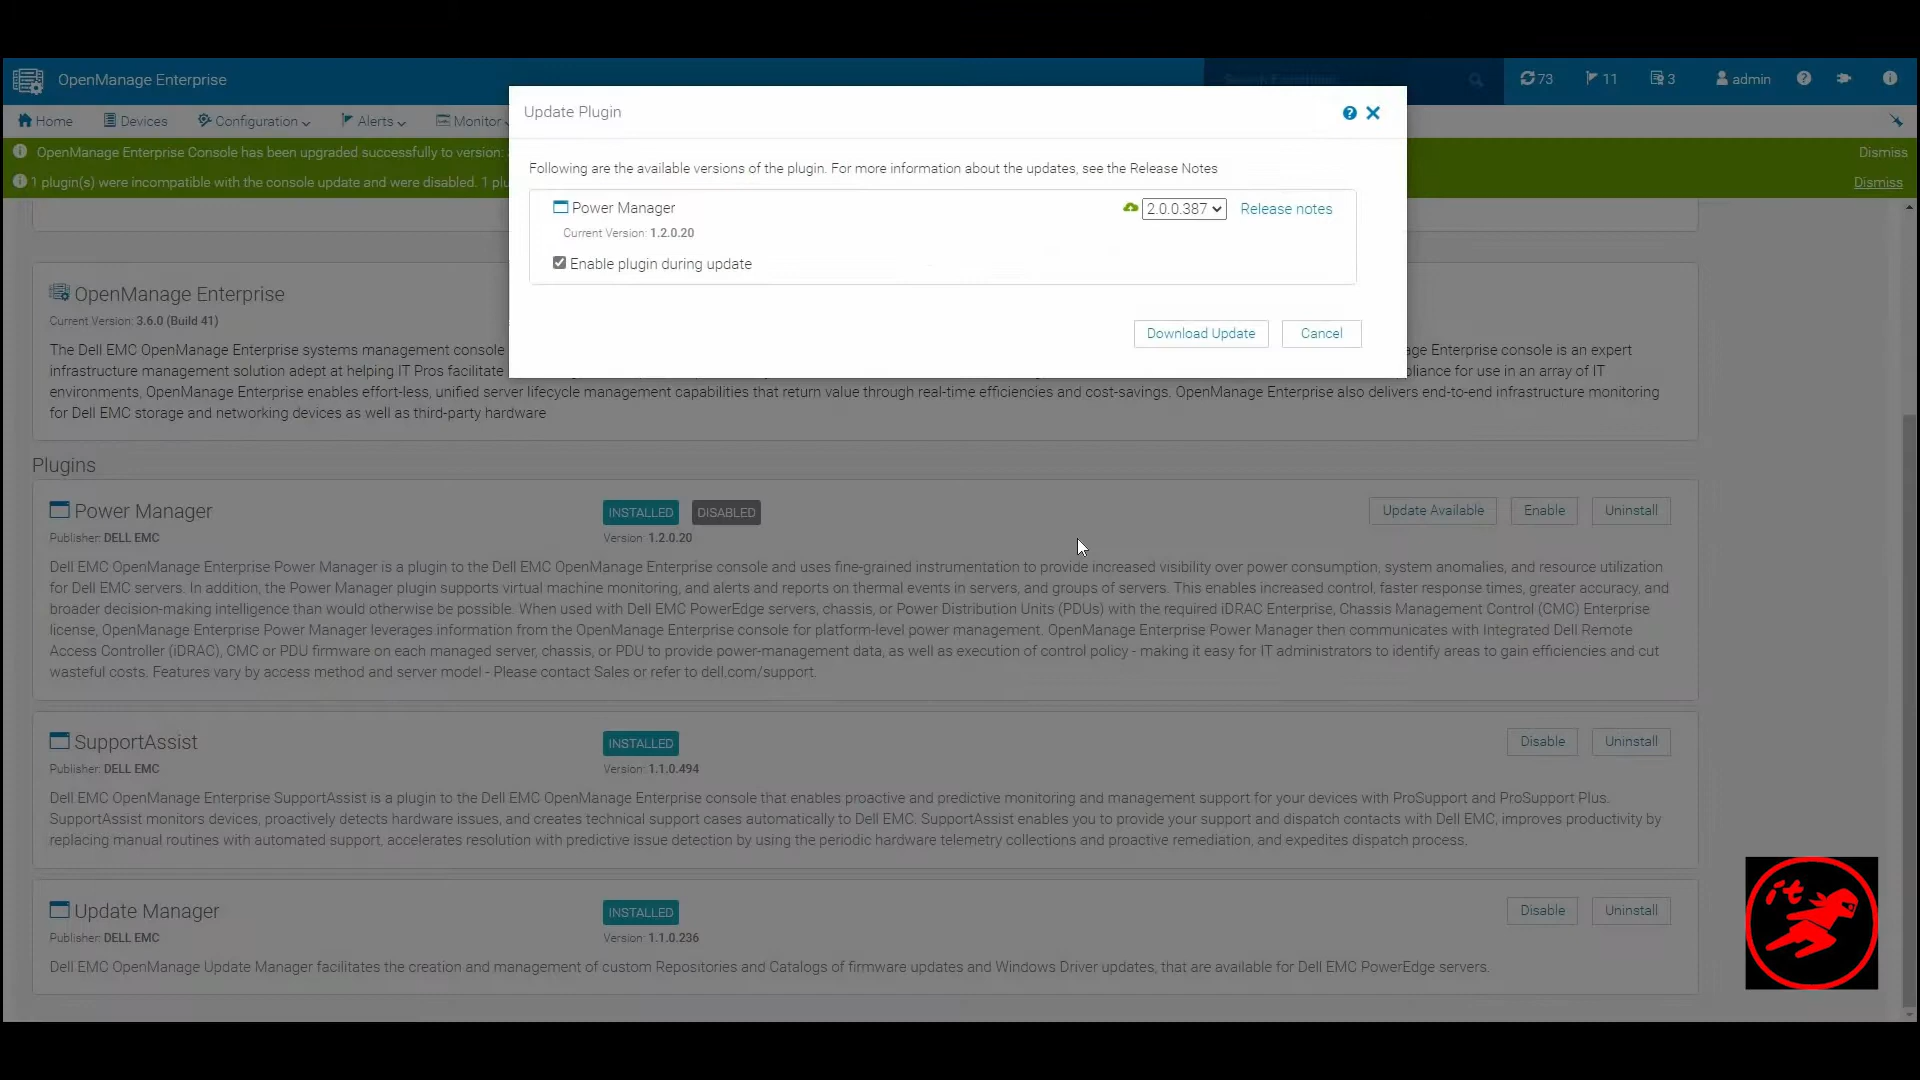 OpenManage Enterprise
73
11
3
admin
Home
Devices
Configuration
Alerts
Monitor
OpenManage Enterprise Console has been upgraded successfully to version:
Dismiss
1 plugin(s) were incompatible with the console update and were disabled. 1
Dismiss
Update Plugin
Following are the available versions of the plugin. For more information about the updates, see the Release Notes
Power Manager
2.0.0.387
Release notes
Current Version: 1.2.0.20
Enable plugin during update
Download Update
Cancel
OpenManage Enterprise
Current Version: 3.6.0 (Build 41)
The Dell EMC OpenManage Enterprise systems management console
Enterprise console is an expert
infrastructure management solution adept at helping IT Pros facilitate
for use in an array of IT
environments, OpenManage Enterprise enables effort-less, unified server lifecycle management capabilities that return value through real-time efficiencies and cost-savings. OpenManage Enterprise also delivers end-to-end infrastructure monitoring
for Dell EMC storage and networking devices as well as third-party hardware
Plugins
Power Manager
INSTALLED
DISABLED
Update Available
Enable
Uninstall
Publisher: DELL EMC
Version: 1.2.0.20
Dell EMC OpenManage Enterprise Power Manager is a plugin to the Dell EMC OpenManage Enterprise console and uses fine-grained instrumentation to provide increased visibility over power consumption, system anomalies, and resource utilization
for Dell EMC servers. In addition, the Power Manager plugin supports virtual machine monitoring, and alerts and reports on thermal events in servers, and groups of servers. This enables increased control, faster response times, greater accuracy, and
broader decision-making intelligence than would otherwise be possible. When used with Dell EMC PowerEdge servers, chassis, or Power Distribution Units (PDUs) with the required iDRAC Enterprise, Chassis Management Control (CMC) Enterprise
license, OpenManage Enterprise Power Manager leverages information from the OpenManage Enterprise console for platform-level power management. OpenManage Enterprise Power Manager then communicates with Integrated Dell Remote
Access Controller (iDRAC), CMC or PDU firmware on each managed server, chassis, or PDU to provide power-management data, as well as execution of control policy - making it easy for IT administrators to identify areas to gain efficiencies and cut
wasteful costs. Features vary by access method and server model - Please contact Sales or refer to dell.com/support.
SupportAssist
INSTALLED
Disable
Uninstall
Publisher: DELL EMC
Version: 1.1.0.494
Dell EMC OpenManage Enterprise SupportAssist is a plugin to the Dell EMC OpenManage Enterprise console that enables proactive and predictive monitoring and management support for your devices with ProSupport and ProSupport Plus.
SupportAssist monitors devices, proactively detects hardware issues, and creates technical support cases automatically to Dell EMC. SupportAssist enables you to provide your support and dispatch contacts with Dell EMC, improves productivity by
replacing manual routines with automated support, accelerates resolution with predictive issue detection by using the periodic hardware telemetry collections and proactive remediation, and expedites dispatch process.
Update Manager
INSTALLED
Disable
Uninstall
Publisher: DELL EMC
Version: 1.1.0.236
Dell EMC OpenManage Update Manager facilitates the creation and management of custom Repositories and Catalogs of firmware updates and Windows Driver updates, that are available for Dell EMC PowerEdge servers.
it